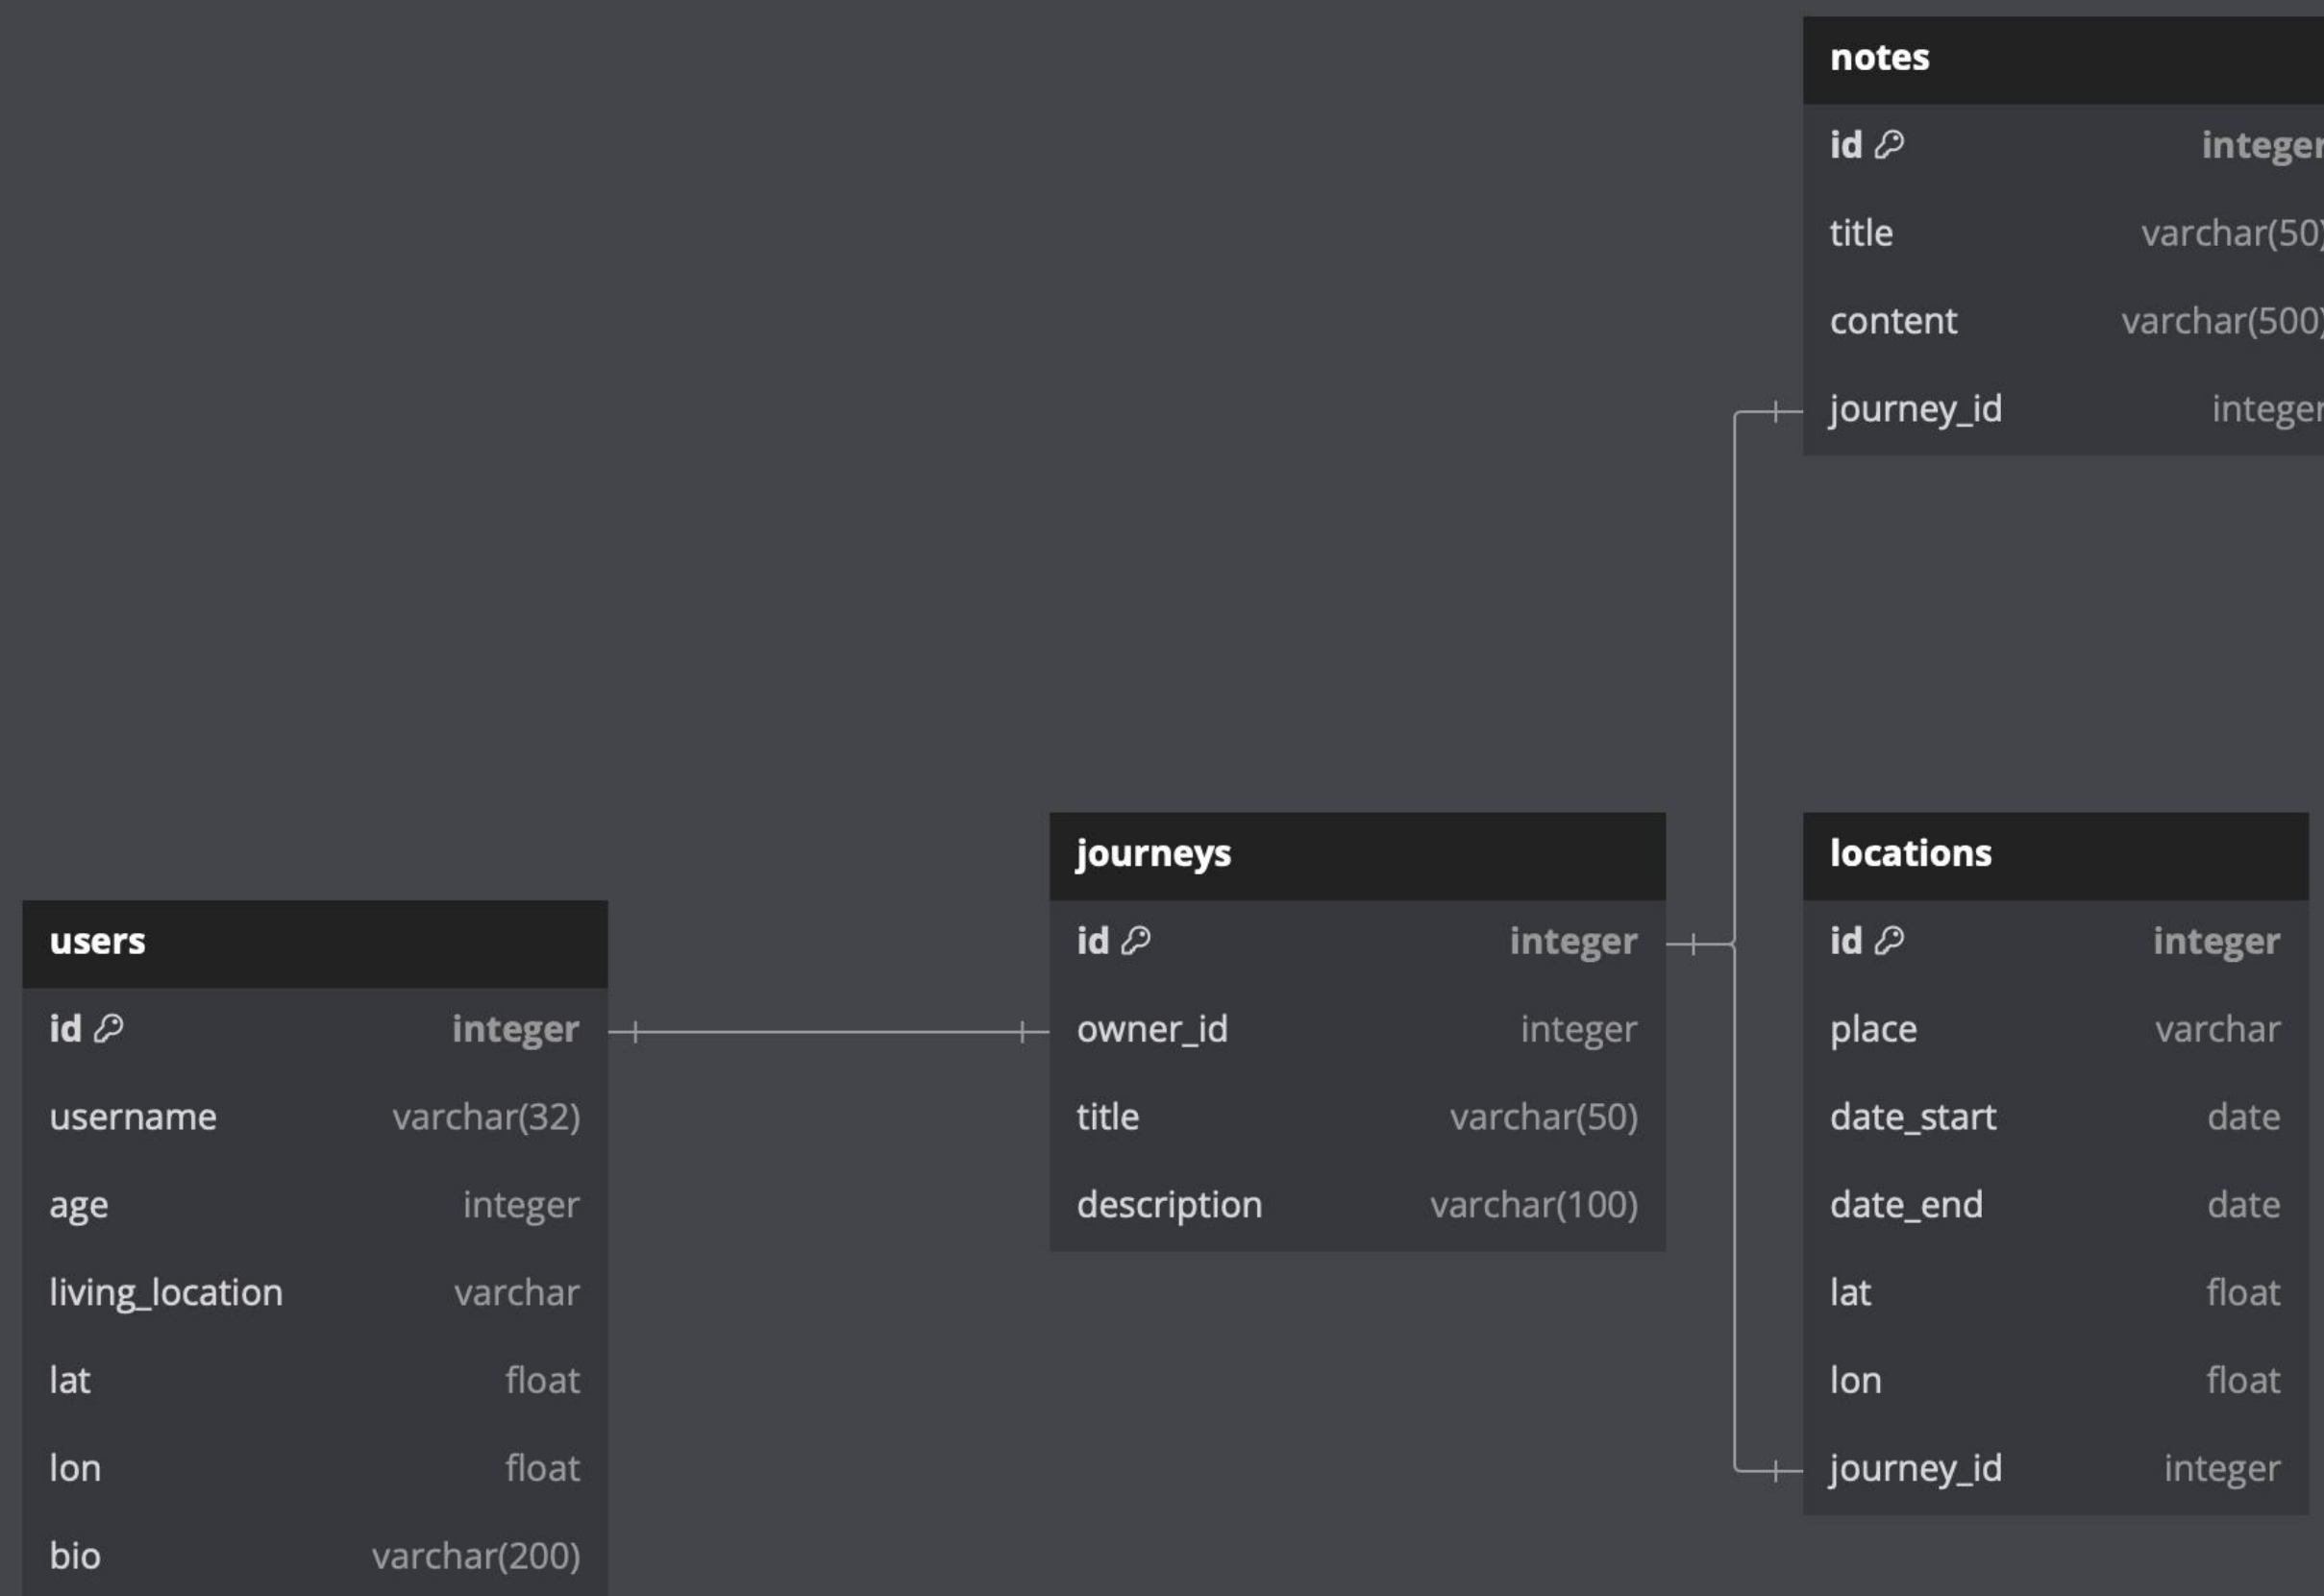 notes
id integer
title varchar(50)
content varchar(500)
journey_id integer
journeys
id integer
owner_id integer
title varchar(50)
description varchar(100)
locations
id integer
place varchar
date_start date
date_end date
lat float
lon float
journey_id integer
users
id integer
username varchar(32)
age integer
living_location varchar
lat float
lon float
bio varchar(200)